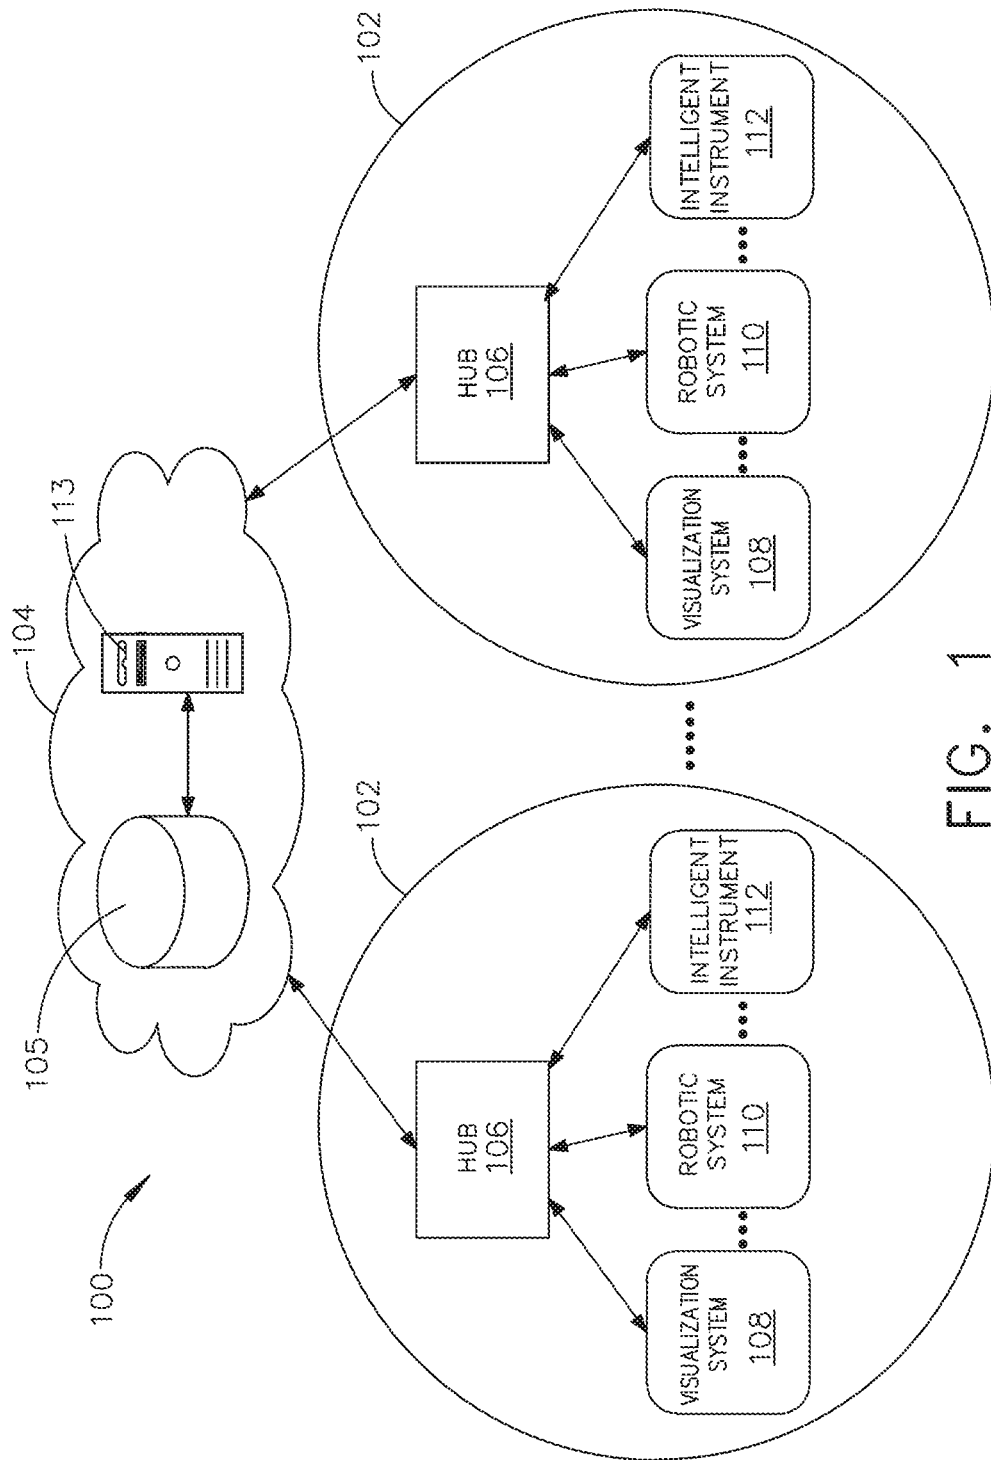 100
105
104
113
102
HUB
106
VISUALIZATION
SYSTEM
108
ROBOTIC
SYSTEM
110
INTELLIGENT
INSTRUMENT
112
102
HUB
106
VISUALIZATION
SYSTEM
108
ROBOTIC
SYSTEM
110
INTELLIGENT
INSTRUMENT
112
FIG. 1